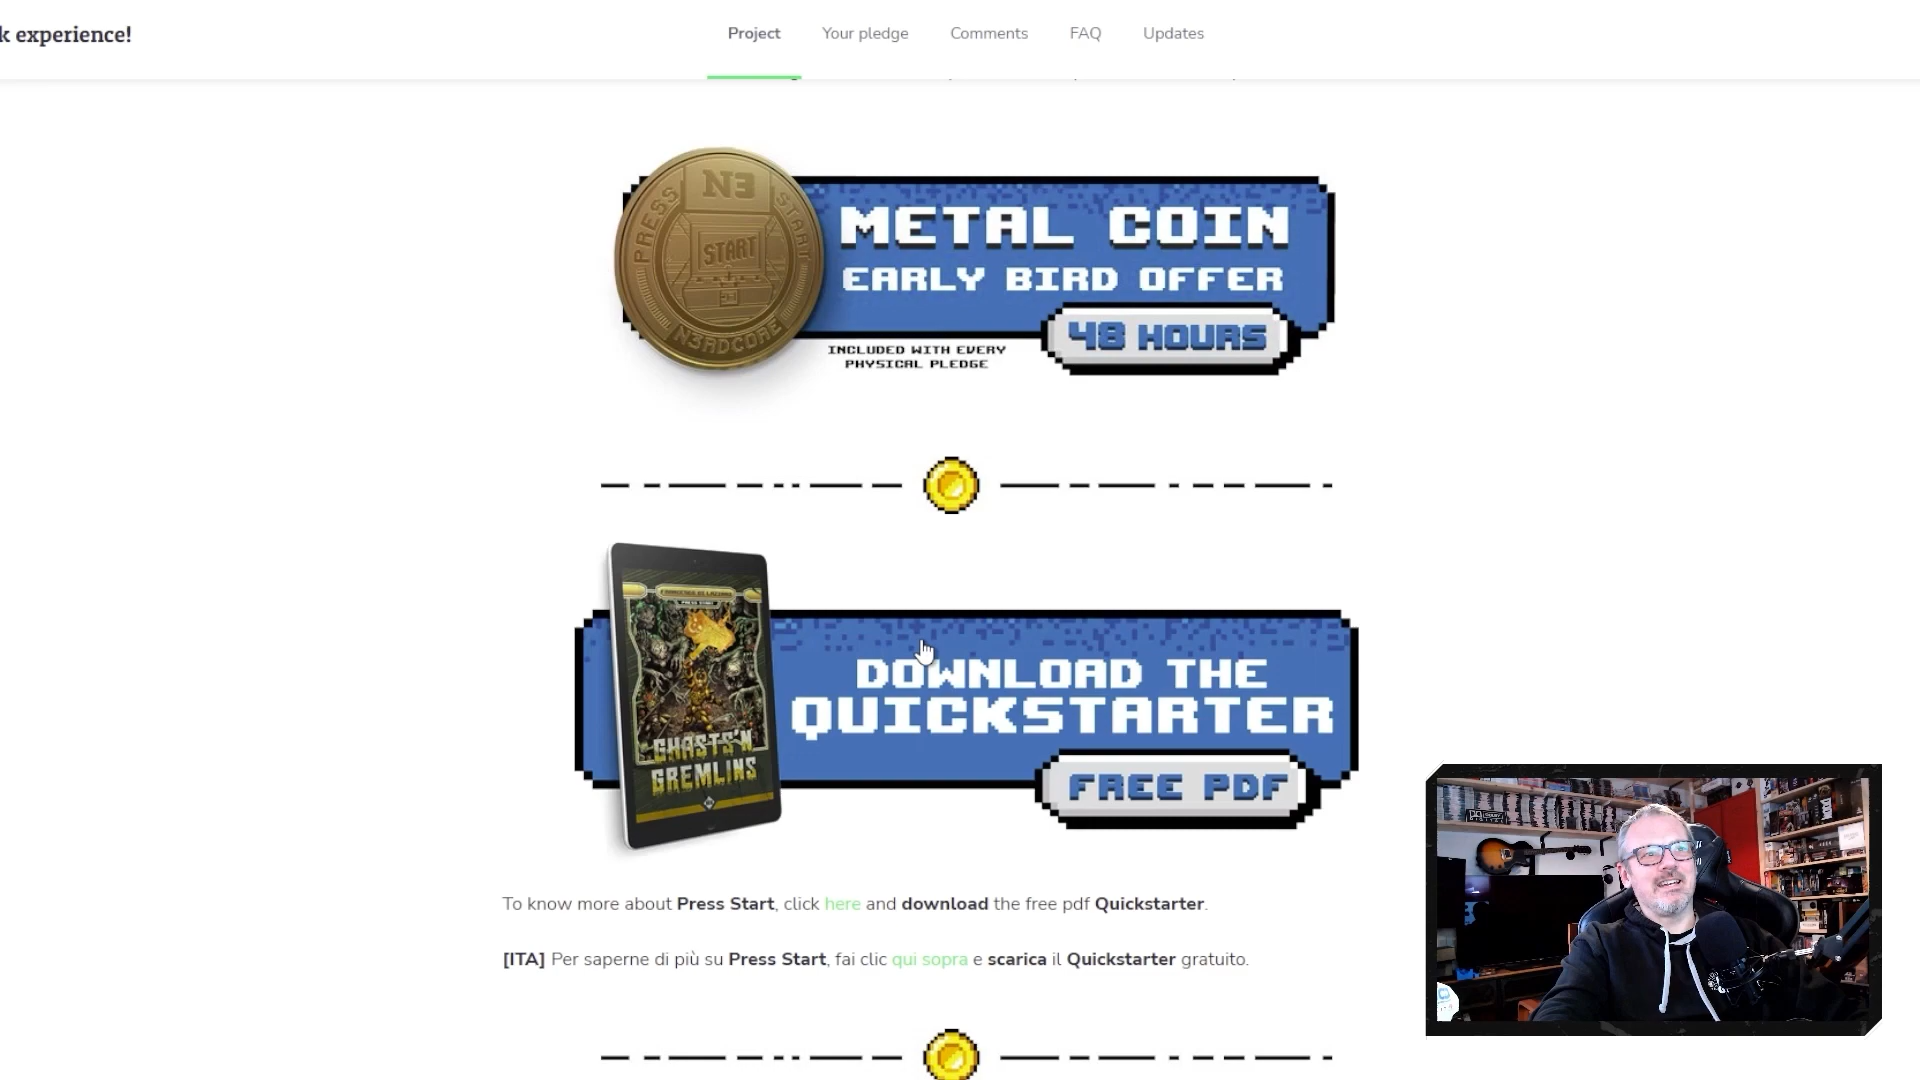 k experience!
Project
Your pledge
Comments
FAQ
Updates
N3
PRESS START
START
N3RDCORE
METAL COIN
EARLY BIRD OFFER
48 HOURS
INCLUDED WITH EVERY
PHYSICAL PLEDGE
GHASTS'N
GREMLINS
DOWNLOAD THE
QUICKSTARTER
FREE PDF
To know more about Press Start, click here and download the free pdf Quickstarter.
[ITA] Per saperne di più su Press Start, fai clic qui sopra e scarica il Quickstarter gratuito.